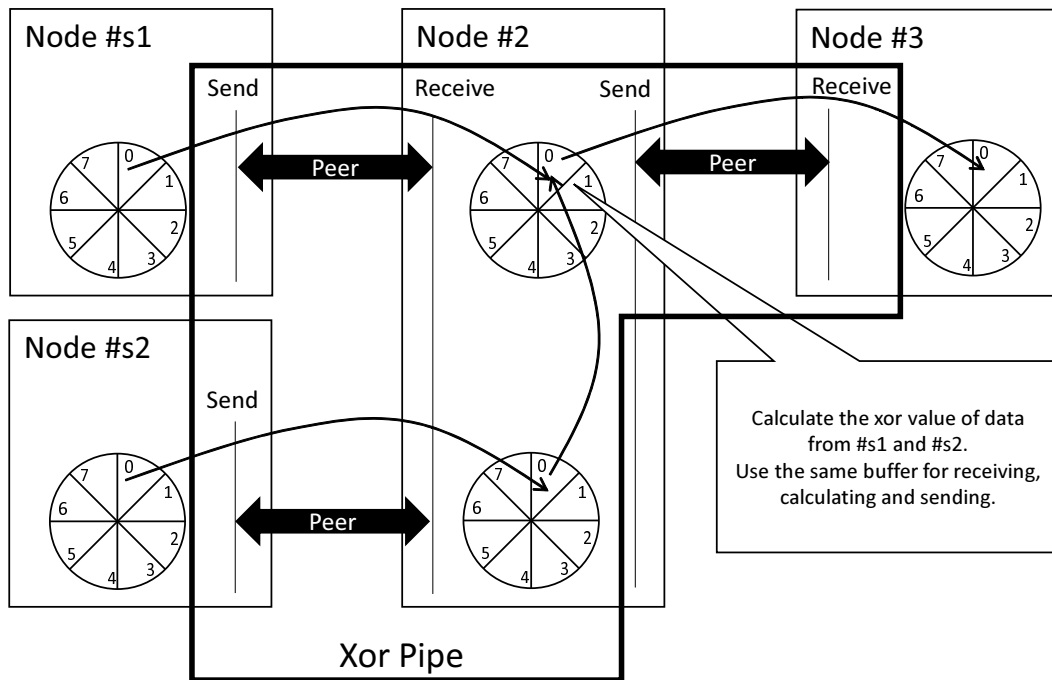 Node #s1
Node #2
Node #3
Send
Receive
Send
Receive
Peer
Peer
0
1
2
3
4
5
6
7
0
1
2
3
4
5
6
7
0
1
2
3
4
5
6
7
Node #s2
Send
Peer
0
1
2
3
4
5
6
7
0
1
2
3
4
5
6
7
Calculate the xor value of data
from #s1 and #s2.
Use the same buffer for receiving,
calculating and sending.
Xor Pipe